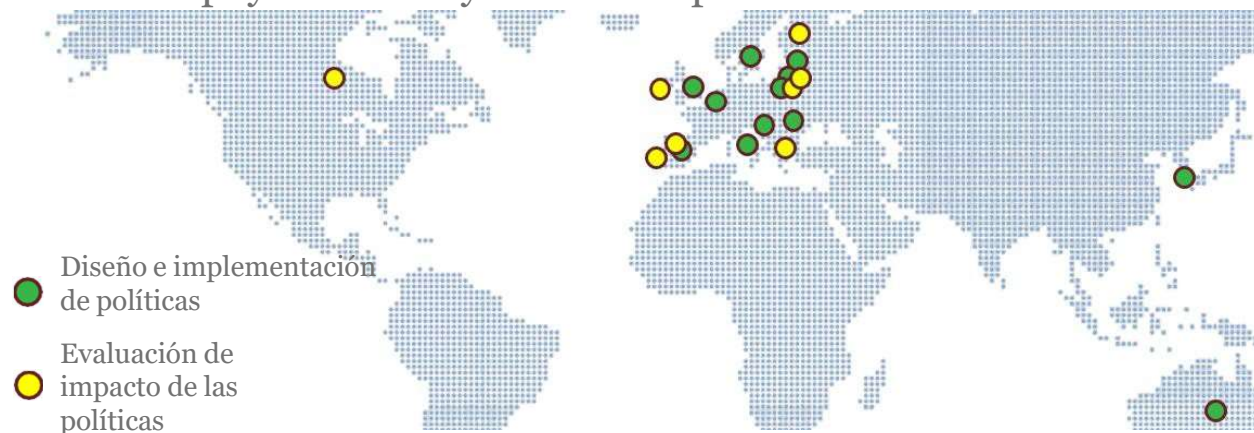 Diseño e implementación
de políticas
Evaluación de
impacto de las
políticas